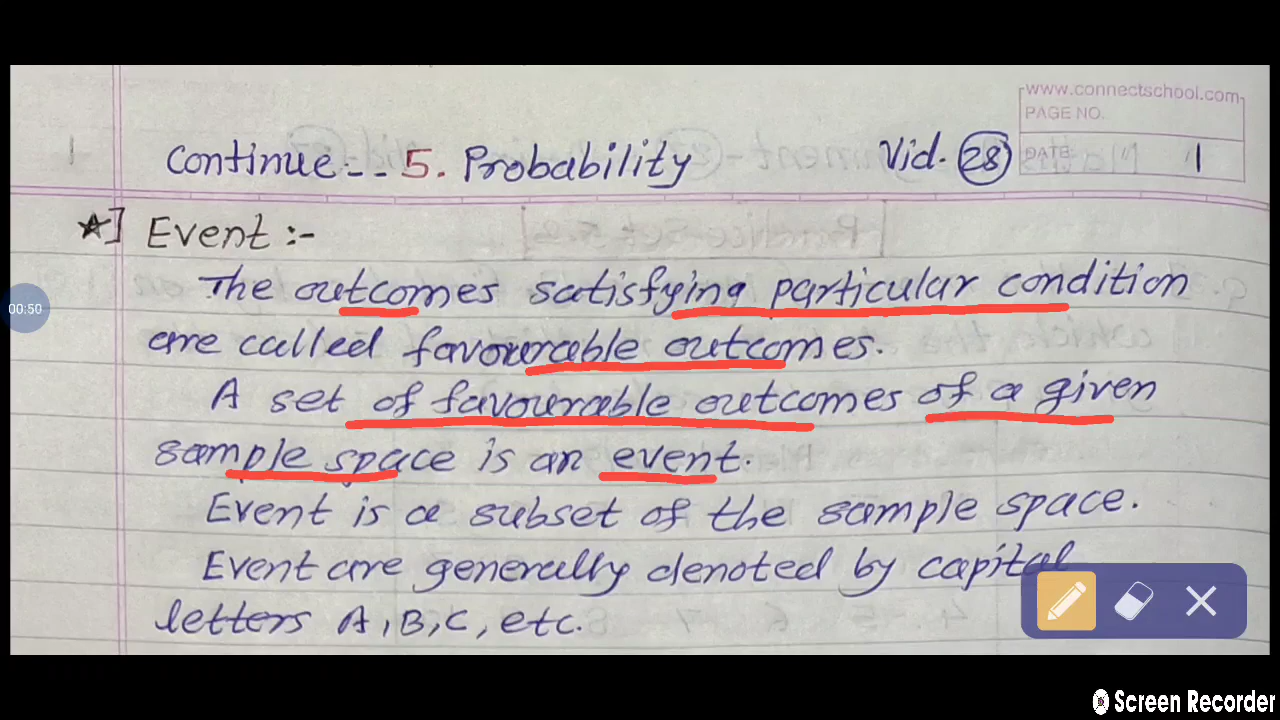 www.connectschool.com
PAGE NO.
DATE
continue -- 5. Probability Vid. 28 1
*] Event :-
The outcomes satisfying particular condition
are called favourable outcomes.
A set of favourable outcomes of a given
sample space is an event.
Event is a subset of the sample space.
Event are generally denoted by capital
letters A, B, C, etc.
00:50
Screen Recorder